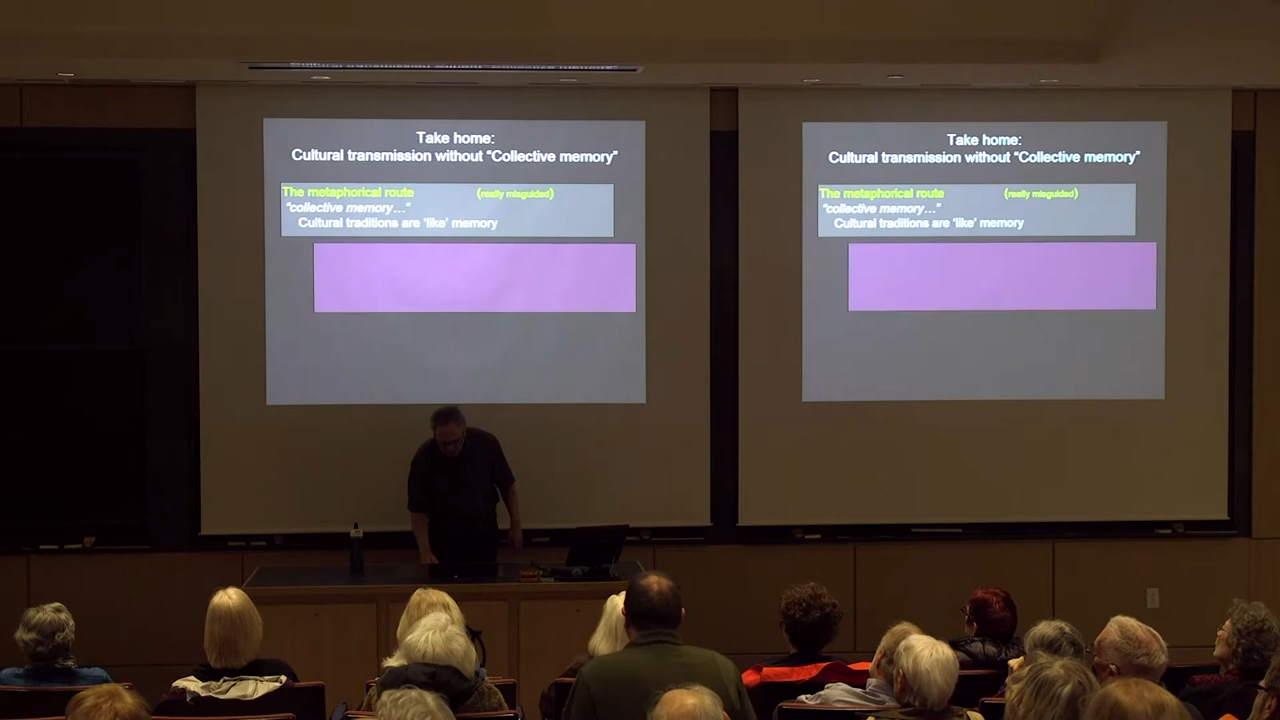 Take home:
Cultural transmission without “Collective memory”
The metaphorical route (really misguided)
“collective memory…”
Cultural traditions are ‘like’ memory
Take home:
Cultural transmission without “Collective memory”
The metaphorical route (really misguided)
“collective memory…”
Cultural traditions are ‘like’ memory